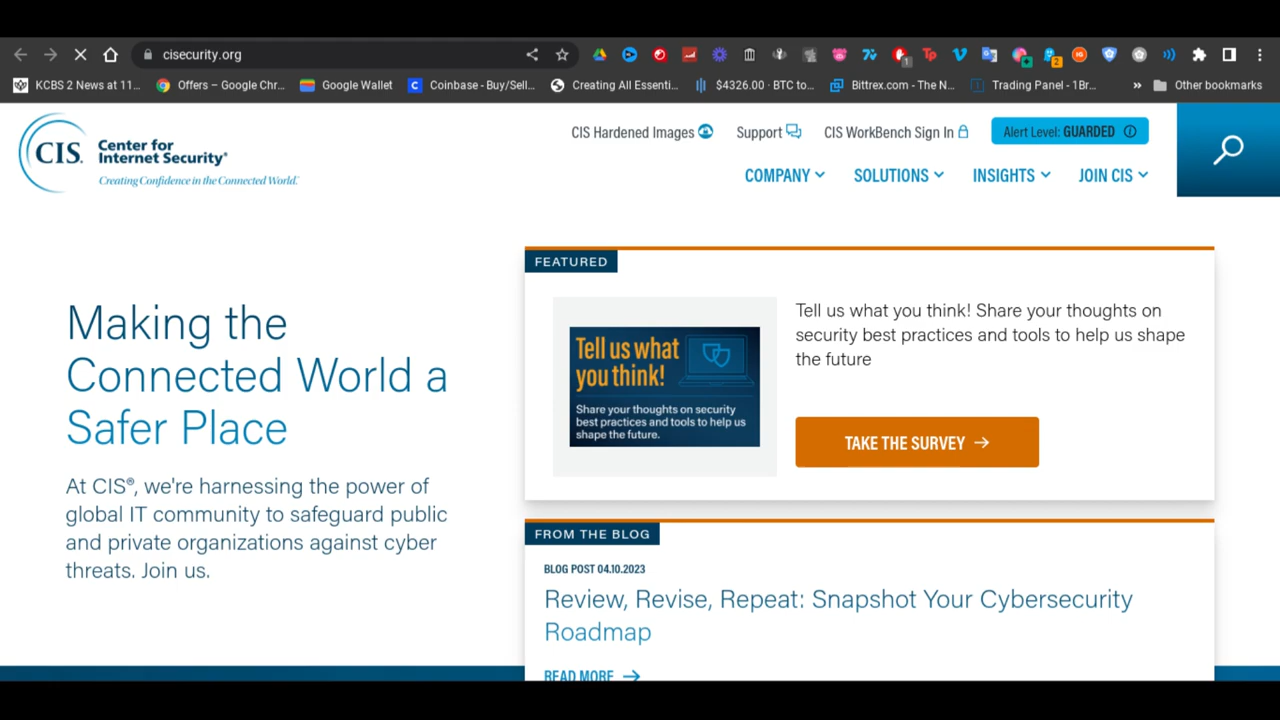 cisecurity.org
KCBS 2 News at 11...
Offers – Google Chr...
Google Wallet
Coinbase - Buy/Sell...
Creating All Essenti...
$4326.00 · BTC to...
Bittrex.com - The N...
Trading Panel - 1Br...
»
Other bookmarks
CIS Hardened Images
Support
CIS WorkBench Sign In
Alert Level: GUARDED
CIS.
Center for
Internet Security®
Creating Confidence in the Connected World.
COMPANY
SOLUTIONS
INSIGHTS
JOIN CIS
Making the
Connected World a
Safer Place
At CIS®, we're harnessing the power of
global IT community to safeguard public
and private organizations against cyber
threats. Join us.
FEATURED
Tell us what
you think!
Share your thoughts on security
best practices and tools to help us
shape the future.
Tell us what you think! Share your thoughts on
security best practices and tools to help us shape
the future
TAKE THE SURVEY
FROM THE BLOG
BLOG POST 04.10.2023
Review, Revise, Repeat: Snapshot Your Cybersecurity
Roadmap
READ MORE